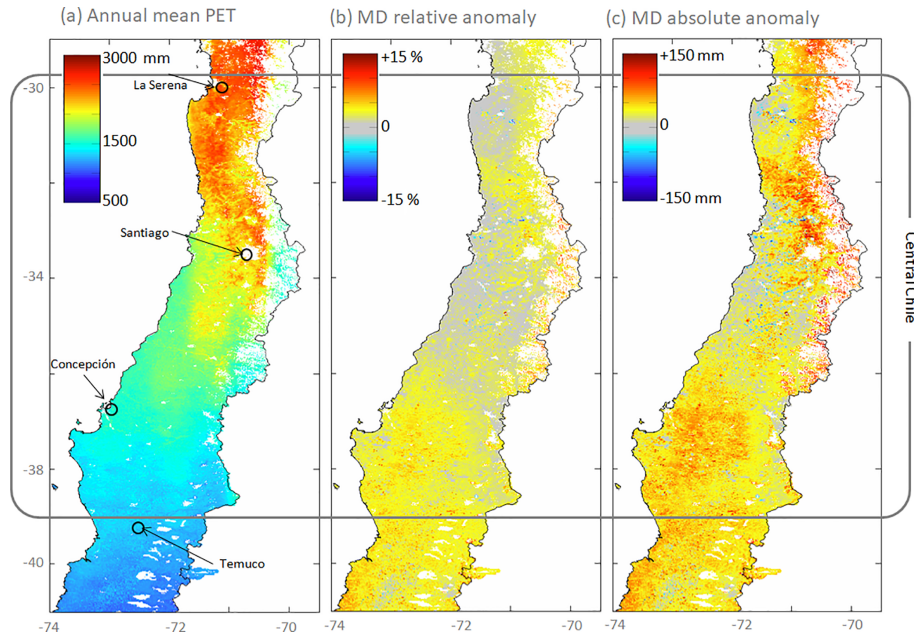 (a) Annual mean PET
(b) MD relative anomaly
(c) MD absolute anomaly
3000 mm
1500
500
+15 %
0
-15 %
+150 mm
0
-150 mm
La Serena
Santiago
Concepción
Temuco
Central Chile
-30
-34
-38
-40
-74
-72
-70
-74
-72
-70
-74
-72
-70